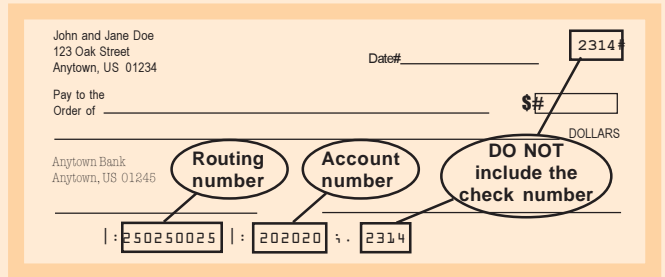 John and Jane Doe
123 Oak Street
Anytown, US 01234
2314#
Date#
Pay to the
Order of
$#
DOLLARS
Anytown Bank
Anytown, US 01245
Routing
number
Account
number
DO NOT
include the
check number
|:250250025|: 202020 ;. 2314